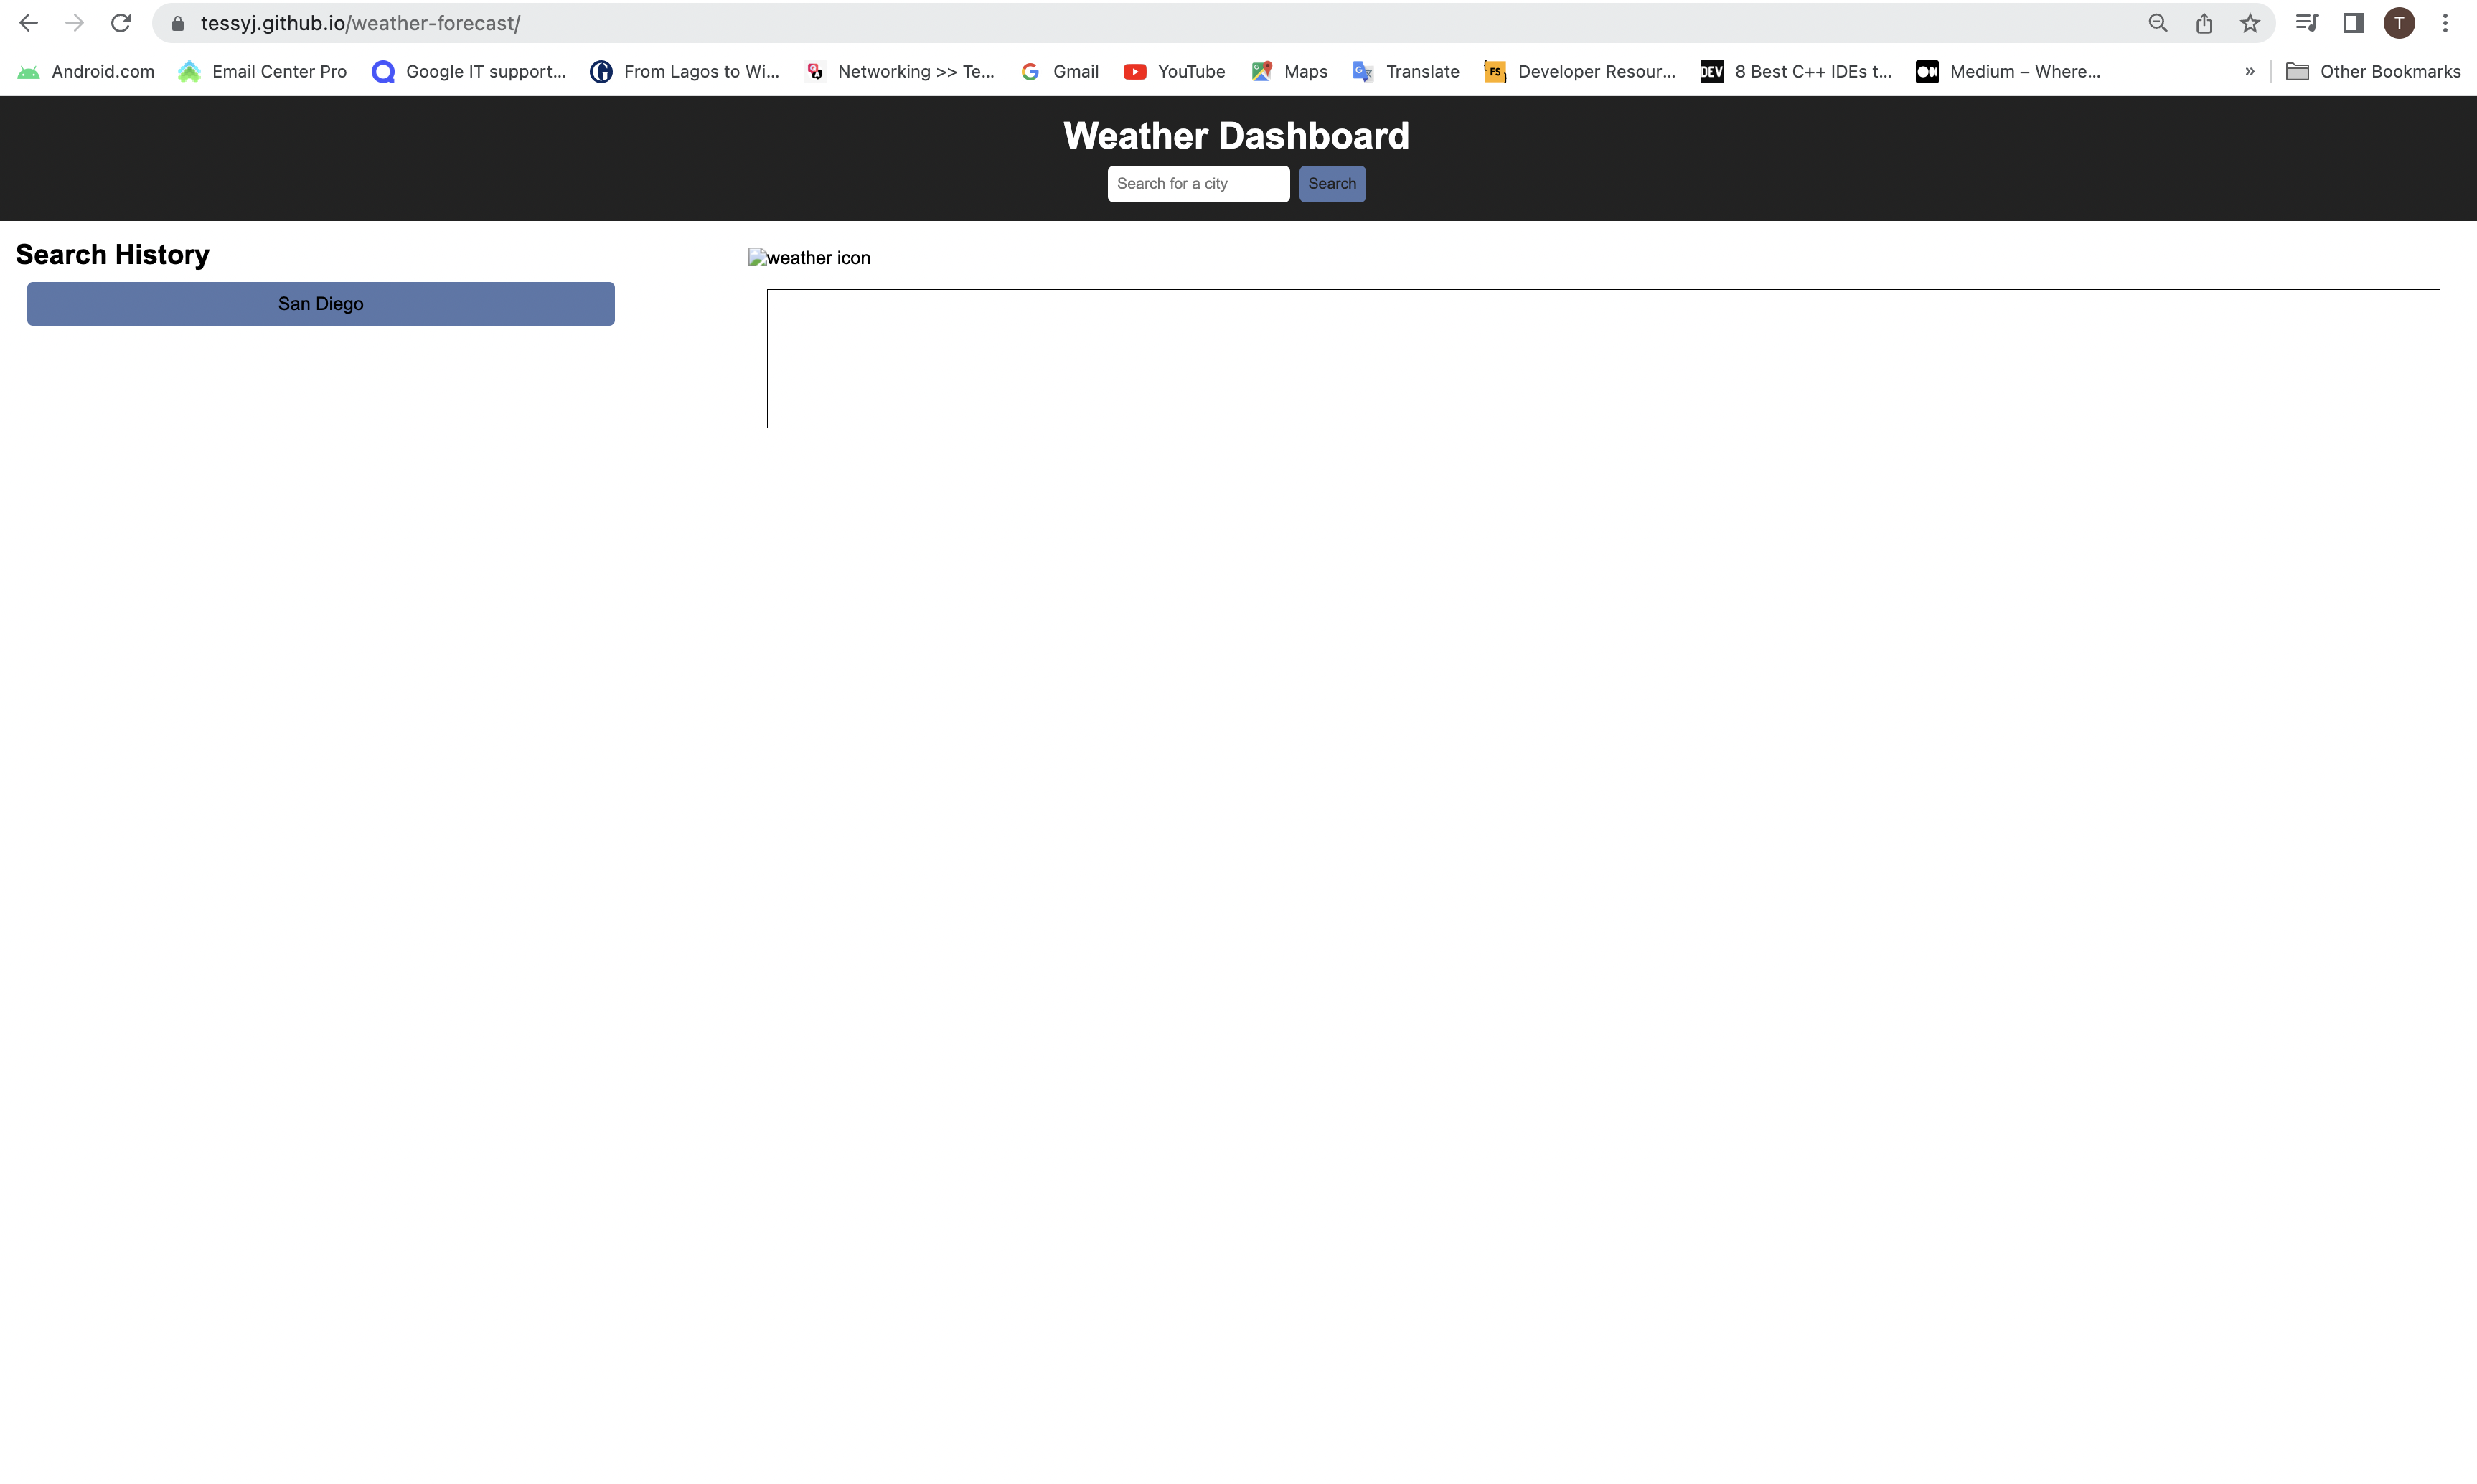 tessyj.github.io/weather-forecast/
T
Android.com Email Center Pro Google IT support... From Lagos to Wi... Networking >> Te... Gmail YouTube Maps Translate FS Developer Resour... DEV 8 Best C++ IDEs t... Medium – Where... » Other Bookmarks
Weather Dashboard
Search for a city Search
Search History
weather icon
San Diego